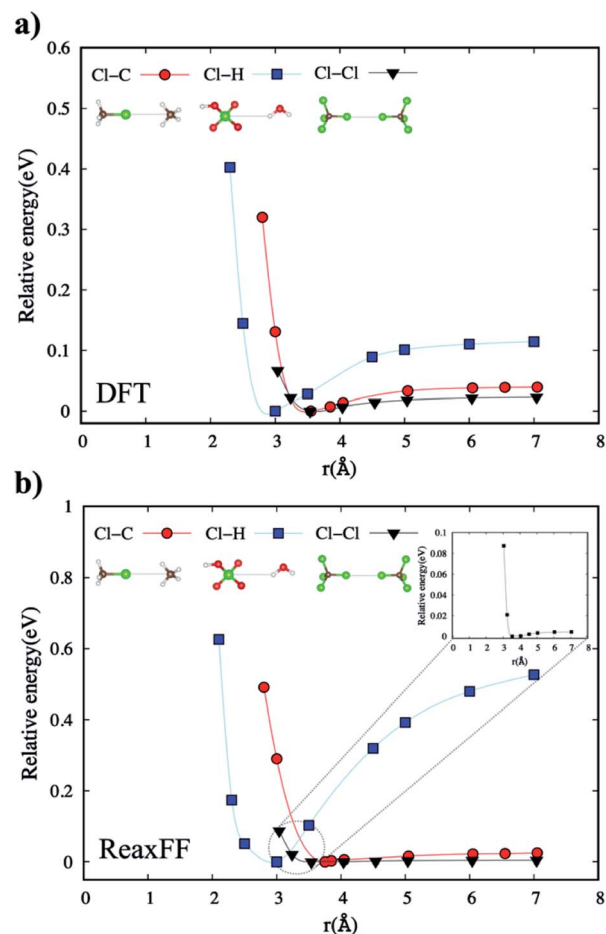 a)
0.6
0.5
0.4
0.3
0.2
0.1
0
Relative energy(eV)
Cl–C Cl–H Cl–Cl
DFT
0 1 2 3 4 5 6 7 8
r(Å)
b)
1
0.8
0.6
0.4
0.2
0
Relative energy(eV)
Cl–C Cl–H Cl–Cl
0.1
0.08
0.06
0.04
0.02
0
Relative energy(eV)
0 1 2 3 4 5 6 7 8
r(Å)
ReaxFF
0 1 2 3 4 5 6 7 8
r(Å)